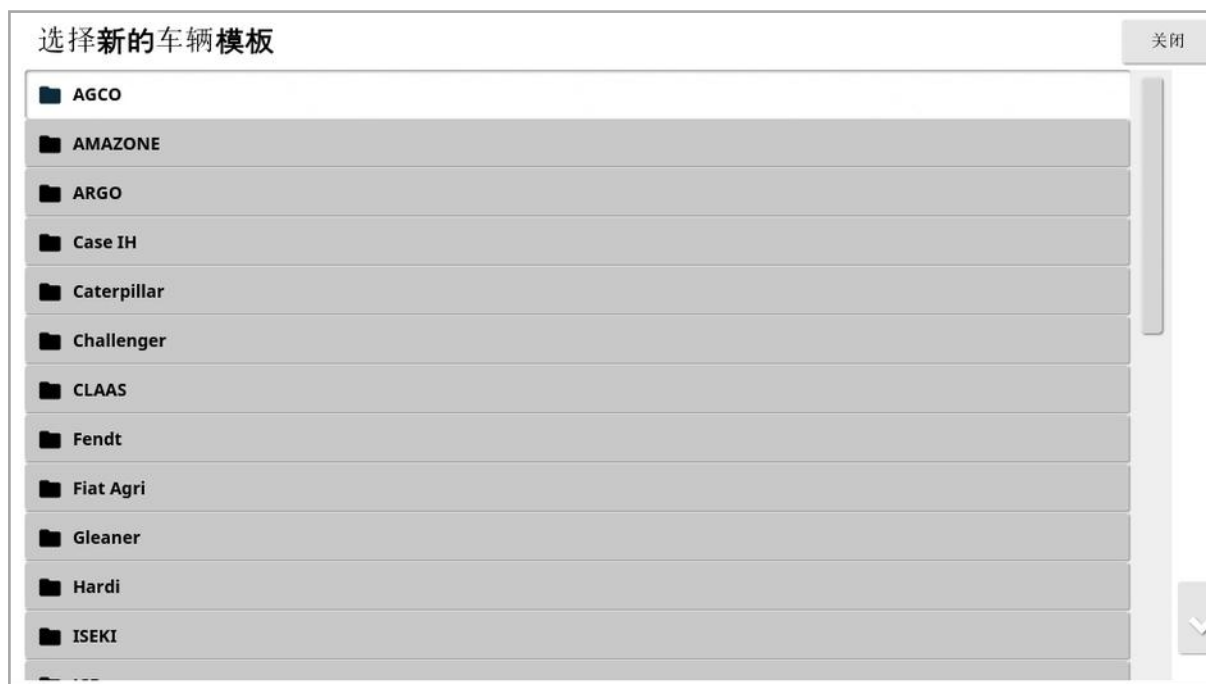 选择新的车辆模板
关闭
AGCO
AMAZONE
ARGO
Case IH
Caterpillar
Challenger
CLAAS
Fendt
Fiat Agri
Gleaner
Hardi
ISEKI